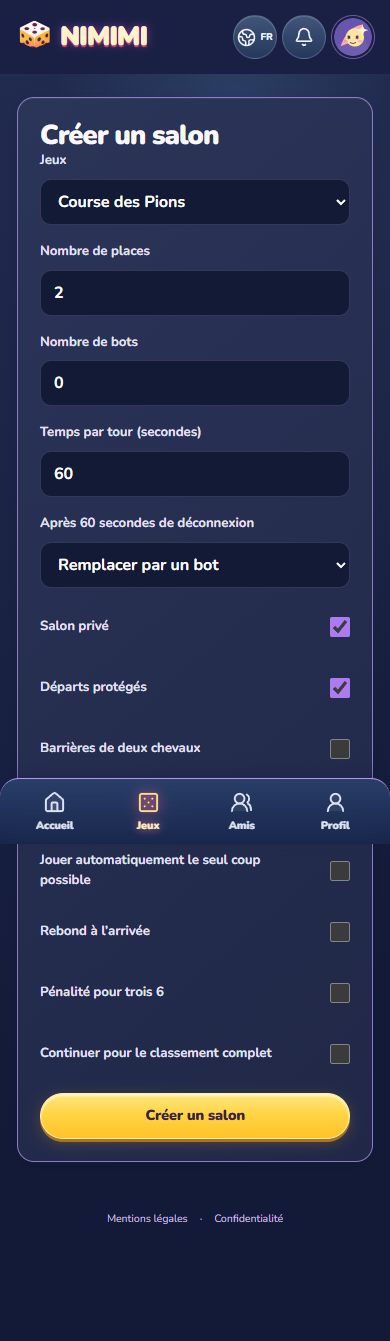 NIMIMI
FR
Créer un salon
Jeux
Course des Pions
Nombre de places
2
Nombre de bots
0
Temps par tour (secondes)
60
Après 60 secondes de déconnexion
Remplacer par un bot
Salon privé
Départs protégés
Barrières de deux chevaux
Accueil
Jeux
Amis
Profil
Jouer automatiquement le seul coup
possible
Rebond à l'arrivée
Pénalité pour trois 6
Continuer pour le classement complet
Créer un salon
Mentions légales · Confidentialité